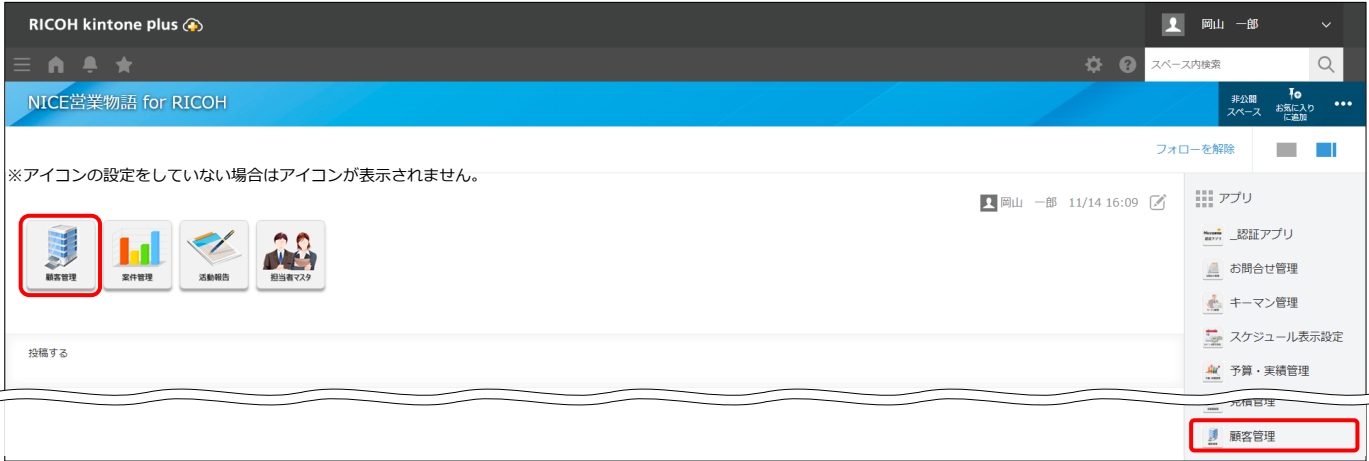 RICOH kintone plus
岡山 一郎
スペース内検索
NICE営業物語 for RICOH
非公開
スペース
お気に入り
に追加
フォローを解除
※アイコンの設定をしていない場合はアイコンが表示されません。
岡山 一郎 11/14 16:09
アプリ
顧客管理
案件管理
活動報告
担当者マスタ
_認証アプリ
お問合せ管理
キーマン管理
スケジュール表示設定
予算・実績管理
投稿する
見積管理
顧客管理